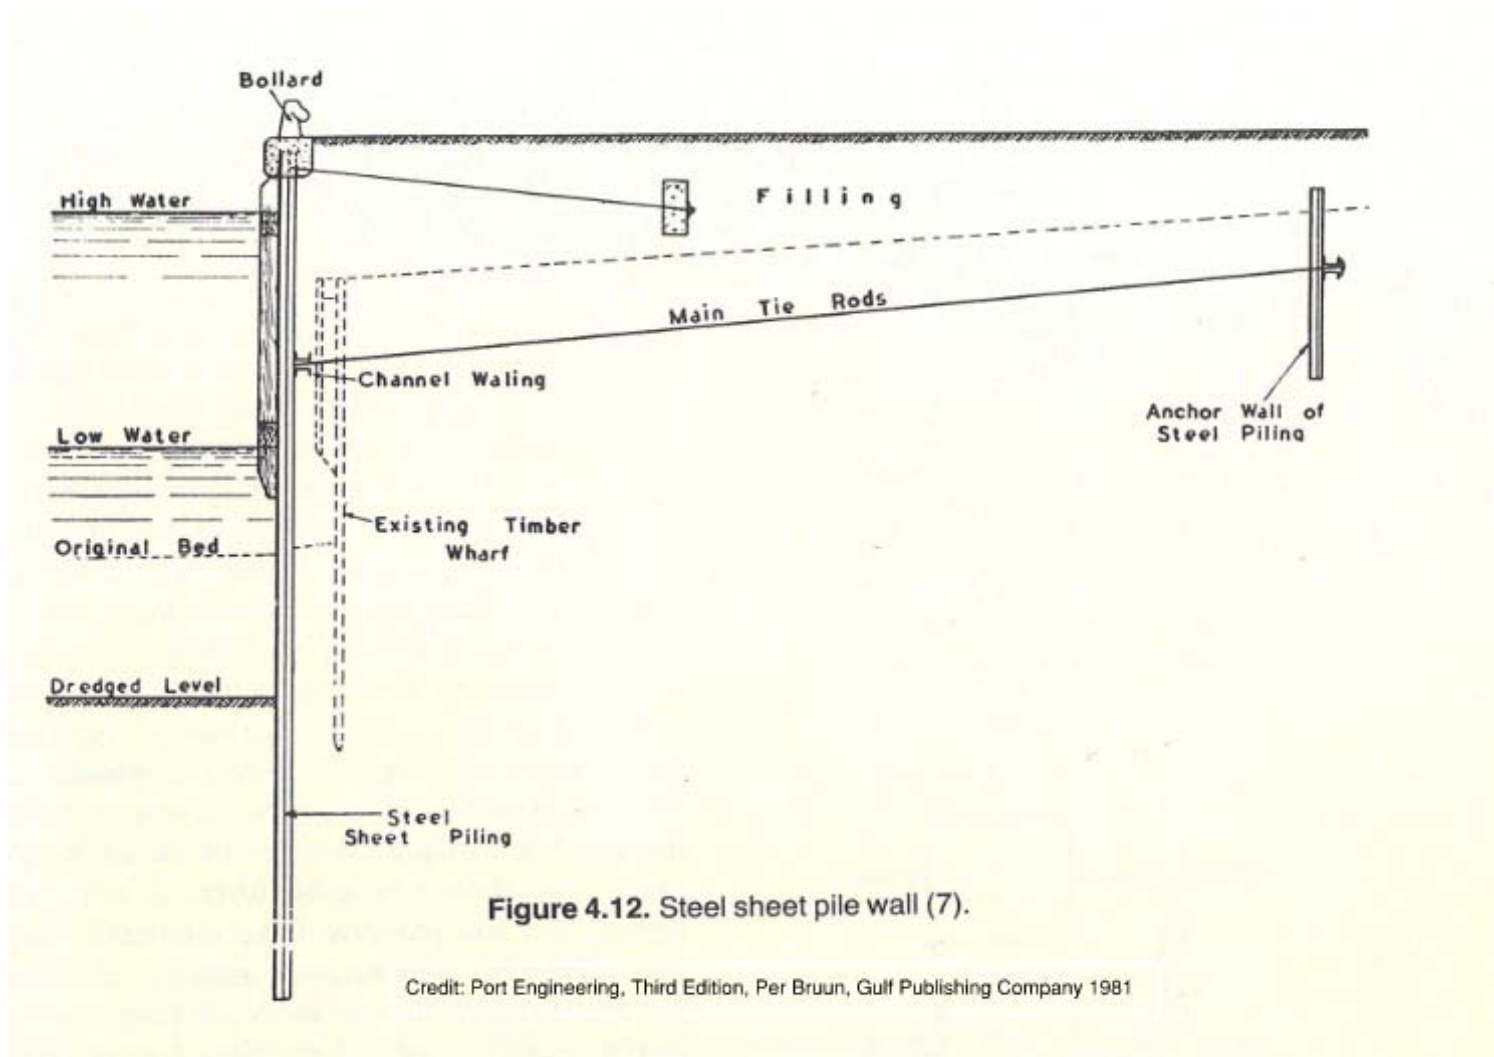 Bollard
High Water
Filling
Main Tie Rods
Channel Waling
Anchor Wall of
Steel Piling
Low Water
Existing Timber
Wharf
Original Bed
Dredged Level
Steel
Sheet Piling
Figure 4.12. Steel sheet pile wall (7).
Credit: Port Engineering, Third Edition, Per Bruun, Gulf Publishing Company 1981